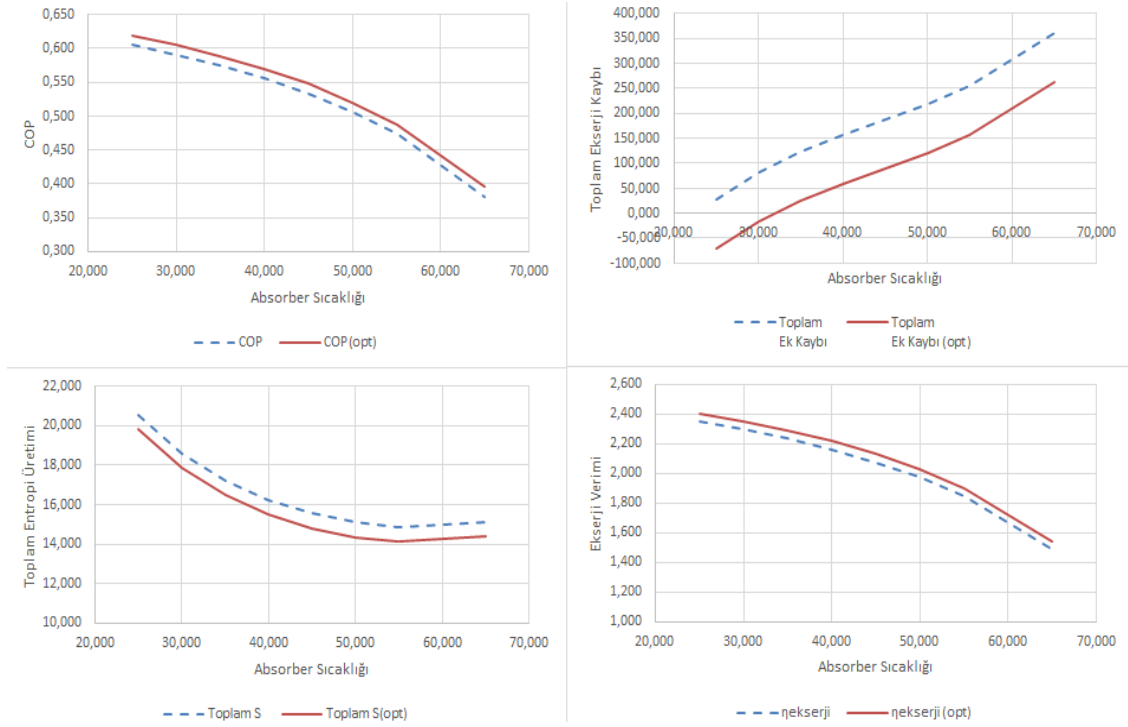 COP
0,650
0,600
0,550
0,500
0,450
0,400
0,350
0,300
20,000 30,000 40,000 50,000 60,000 70,000
Absorber Sıcaklığı
COP COP(opt)
Toplam Ekserji Kaybı
400,000
350,000
300,000
250,000
200,000
150,000
100,000
50,000
0,000
-50,000
-100,000
20,000 30,000 40,000 50,000 60,000 70,000
Absorber Sıcaklığı
Toplam Toplam
Ek Kaybı Ek Kaybı (opt)
Toplam Entropi Üretimi
22,000
20,000
18,000
16,000
14,000
12,000
10,000
20,000 30,000 40,000 50,000 60,000 70,000
Absorber Sıcaklığı
Toplam S Toplam S(opt)
Ekserji Verimi
2,600
2,400
2,200
2,000
1,800
1,600
1,400
1,200
1,000
20,000 30,000 40,000 50,000 60,000 70,000
Absorber Sıcaklığı
ηekserji ηekserji (opt)